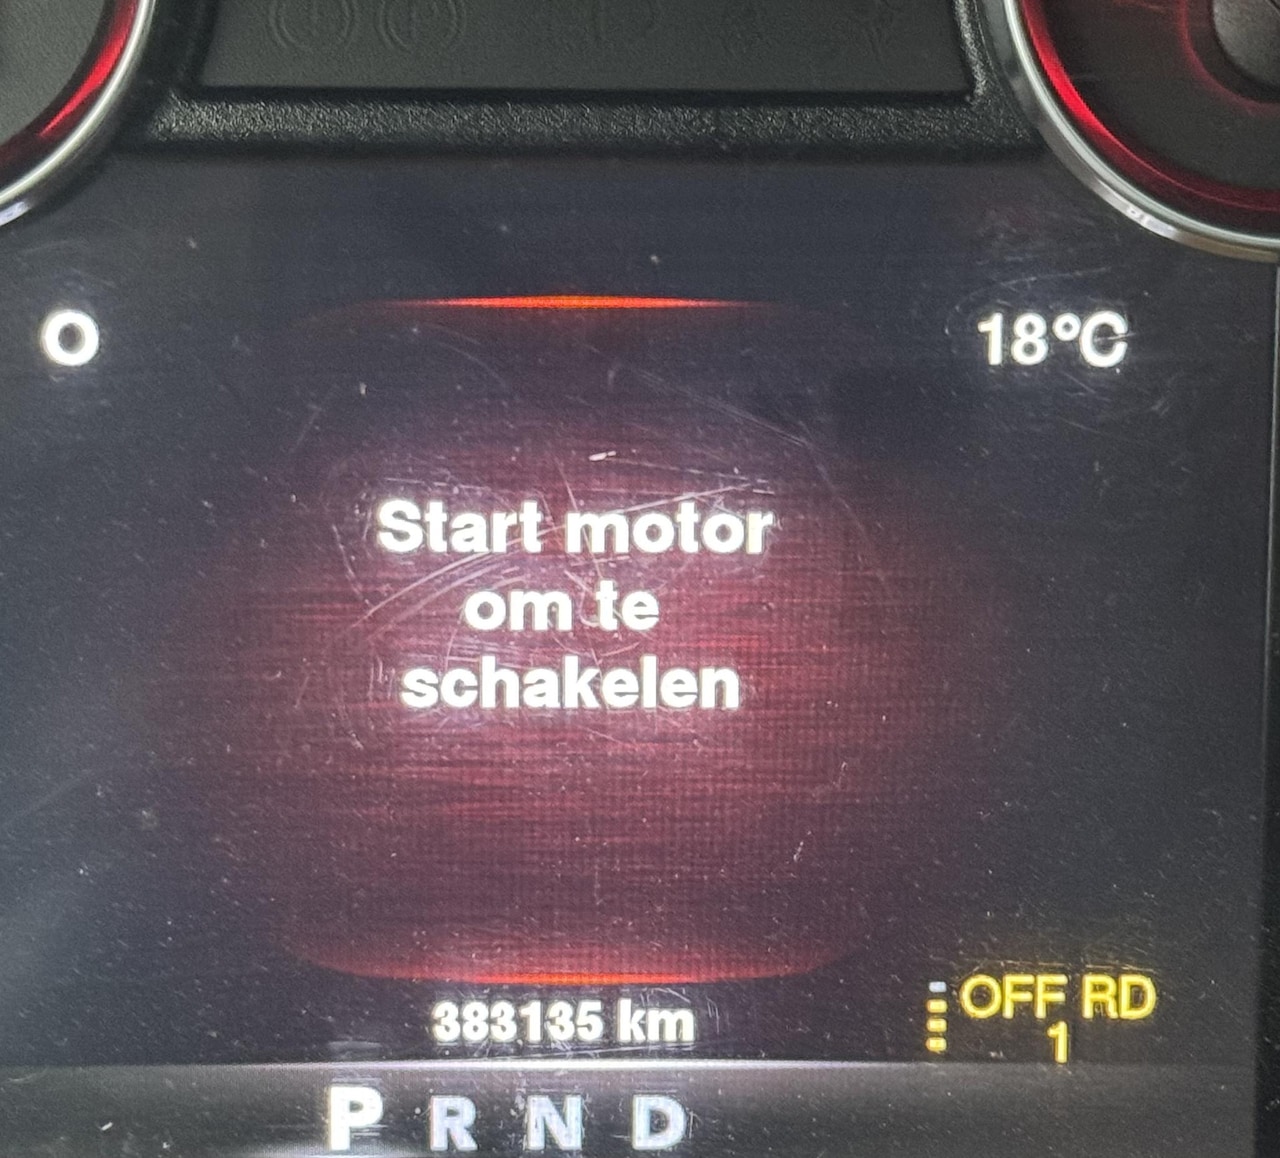 O
18°C
Start motor
om te
schakelen
383135 km
OFF RD
1
P R N D